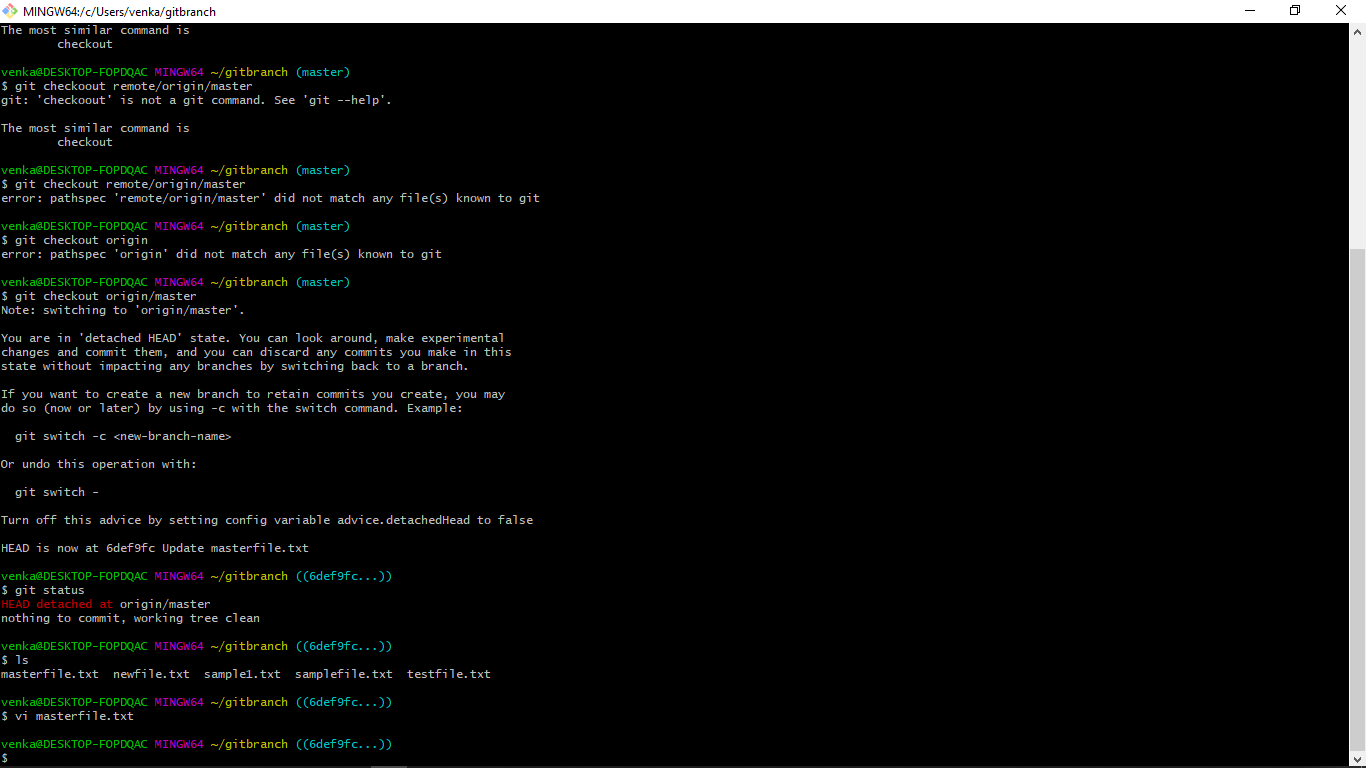 MINGW64:/c/Users/venka/gitbranch
The most similar command is
        checkout
venka@DESKTOP-FOPDQAC MINGW64 ~/gitbranch (master)
$ git checkoout remote/origin/master
git: 'checkoout' is not a git command. See 'git --help'.
The most similar command is
        checkout
venka@DESKTOP-FOPDQAC MINGW64 ~/gitbranch (master)
$ git checkout remote/origin/master
error: pathspec 'remote/origin/master' did not match any file(s) known to git
venka@DESKTOP-FOPDQAC MINGW64 ~/gitbranch (master)
$ git checkout origin
error: pathspec 'origin' did not match any file(s) known to git
venka@DESKTOP-FOPDQAC MINGW64 ~/gitbranch (master)
$ git checkout origin/master
Note: switching to 'origin/master'.
You are in 'detached HEAD' state. You can look around, make experimental
changes and commit them, and you can discard any commits you make in this
state without impacting any branches by switching back to a branch.
If you want to create a new branch to retain commits you create, you may
do so (now or later) by using -c with the switch command. Example:
  git switch -c <new-branch-name>
Or undo this operation with:
  git switch -
Turn off this advice by setting config variable advice.detachedHead to false
HEAD is now at 6def9fc Update masterfile.txt
venka@DESKTOP-FOPDQAC MINGW64 ~/gitbranch ((6def9fc...))
$ git status
HEAD detached at origin/master
nothing to commit, working tree clean
venka@DESKTOP-FOPDQAC MINGW64 ~/gitbranch ((6def9fc...))
$ ls
masterfile.txt  newfile.txt  sample1.txt  samplefile.txt  testfile.txt
venka@DESKTOP-FOPDQAC MINGW64 ~/gitbranch ((6def9fc...))
$ vi masterfile.txt
venka@DESKTOP-FOPDQAC MINGW64 ~/gitbranch ((6def9fc...))
$